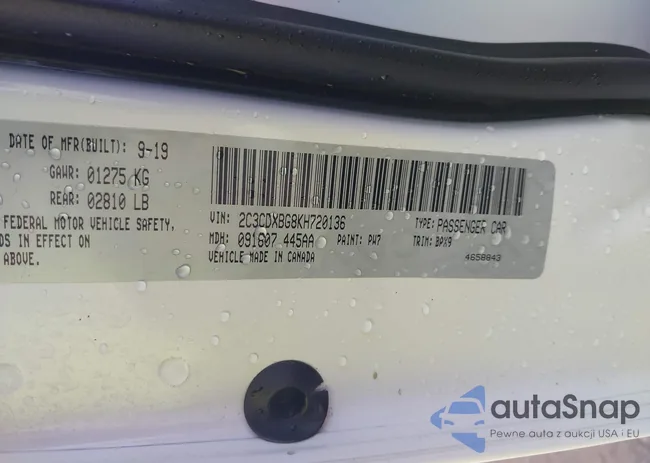 DATE OF MFR(BUILT): 9-19
GAWR: 01275 KG
REAR: 02810 LB
FEDERAL MOTOR VEHICLE SAFETY,
DS IN EFFECT ON
ABOVE.
VIN: 2C3CDXBG8KH720136
TYPE: PASSENGER CAR
MDH: 091607 445AA
PAINT: PW7
TRIM: BPX9
VEHICLE MADE IN CANADA
4658843
autaSnap
Pewne auta z aukcji USA i EU